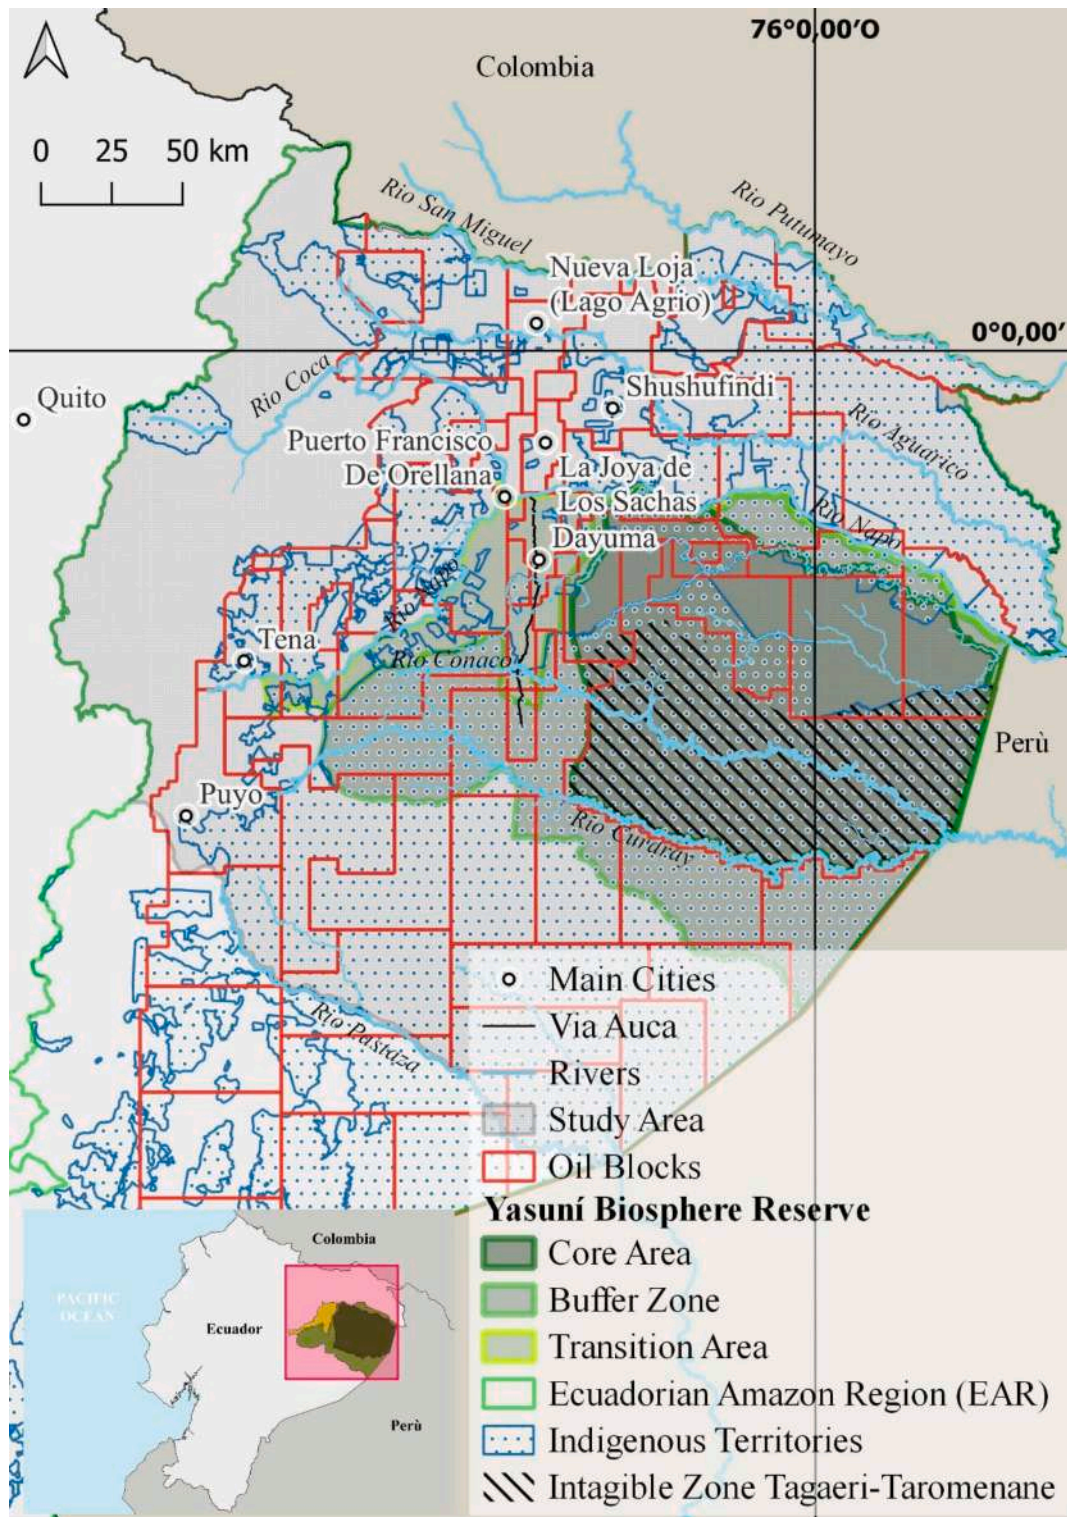 76°0,00'O
Colombia
0 25 50 km
Rio San Miguel
Rio Putumayo
Nueva Loja
(Lago Agrio)
0°0,00'
Quito
Rio Coca
Shushufindi
Rio Aguarico
Puerto Francisco
De Orellana
La Joya de
Los Sachas
Rio Napo
Dayuma
Rio Napo
Tena
Rio Conaco
Perù
Puyo
Rio Curaray
Rio Pastaza
Main Cities
Via Auca
Rivers
Study Area
Oil Blocks
Yasuní Biosphere Reserve
Core Area
Buffer Zone
Transition Area
Ecuadorian Amazon Region (EAR)
Indigenous Territories
Intagible Zone Tagaeri-Taromenane
Colombia
PACIFIC
OCEAN
Ecuador
Perù